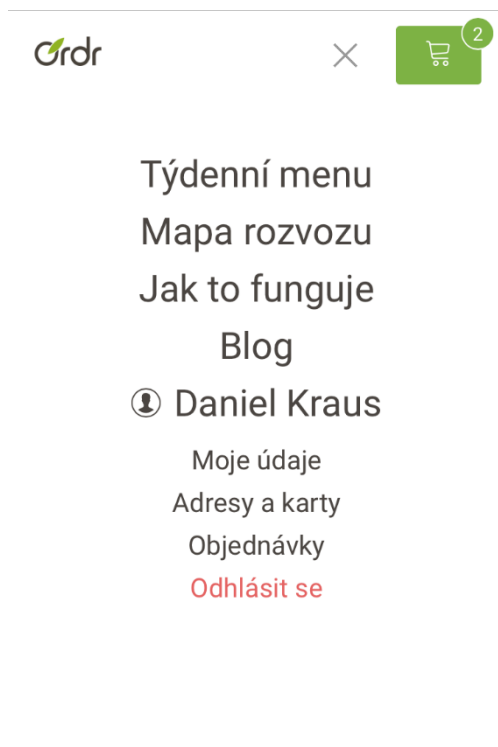 Ordr
2
Týdenní menu
Mapa rozvozu
Jak to funguje
Blog
Daniel Kraus
Moje údaje
Adresy a karty
Objednávky
Odhlásit se